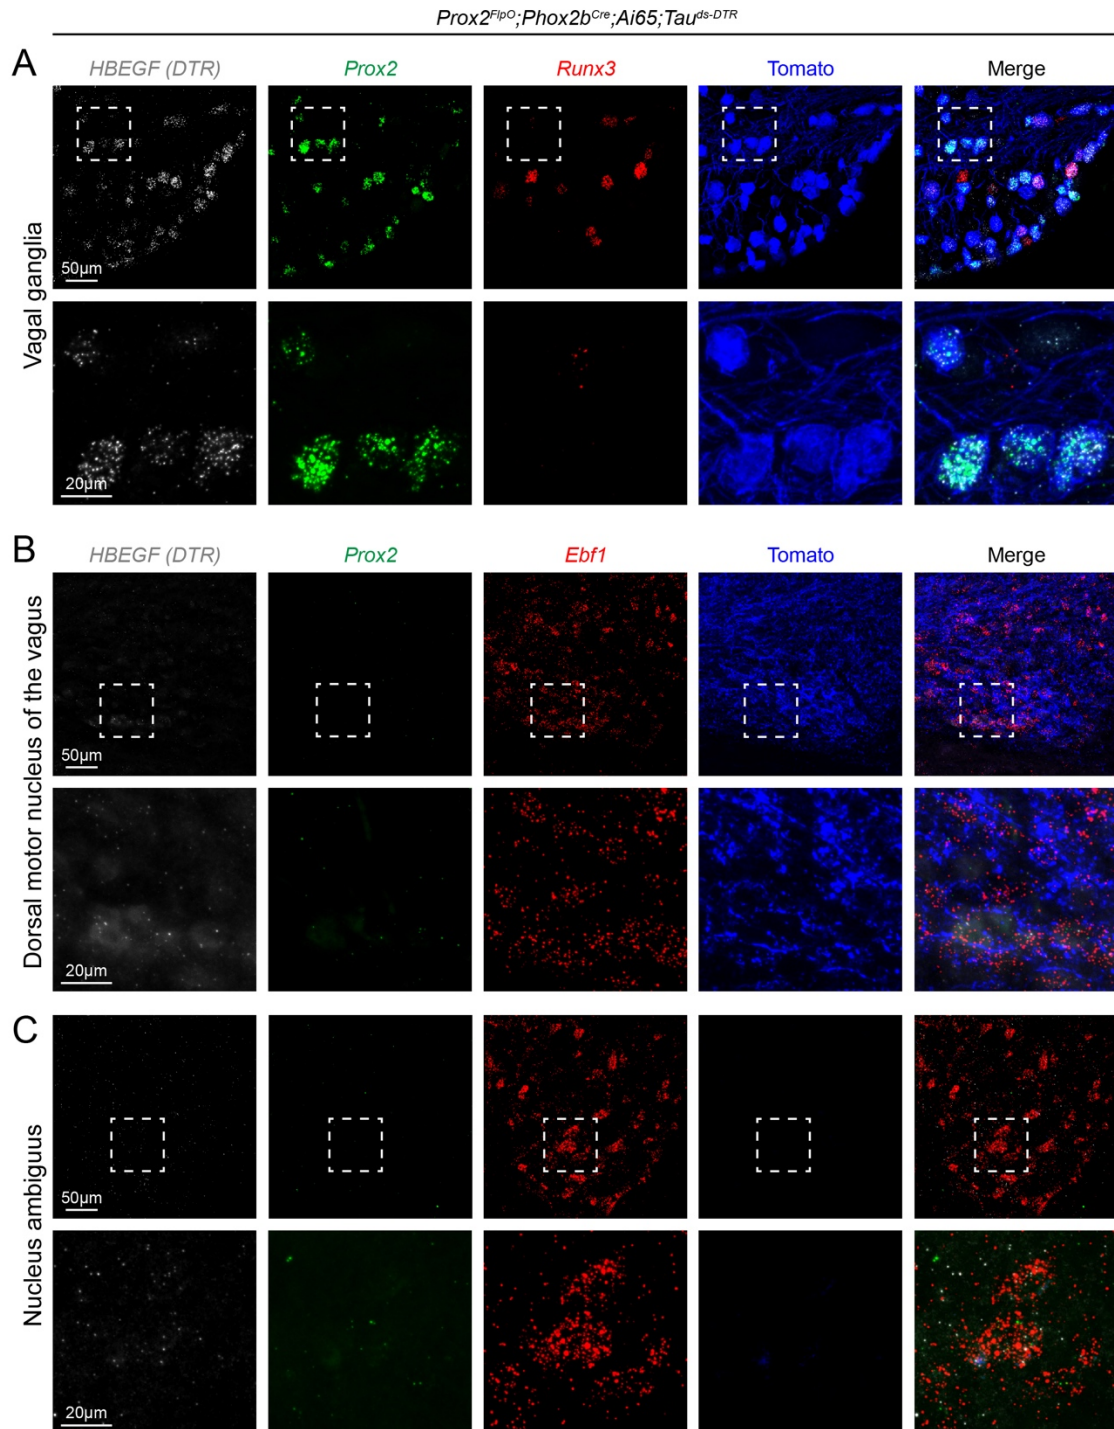 Prox2FlpO;Phox2bCre;Ai65;Tauds-DTR
A
HBEGF (DTR) Prox2 Runx3 Tomato Merge
Vagal ganglia
50µm
20µm
B
HBEGF (DTR) Prox2 Ebf1 Tomato Merge
Dorsal motor nucleus of the vagus
50µm
20µm
C
Nucleus ambiguus
50µm
20µm